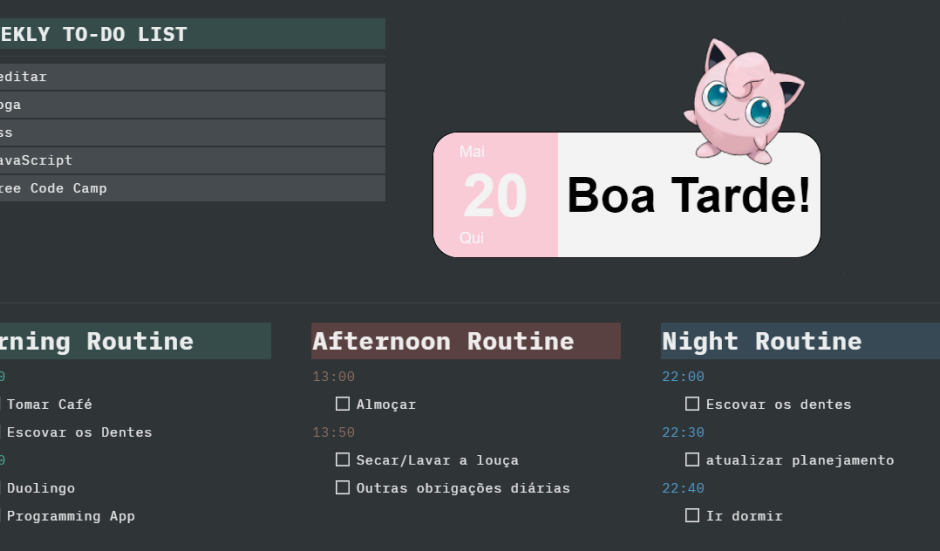 EKLY TO-DO LIST
editar
oga
ss
avaScript
ree Code Camp
Mai
20
Qui
Boa Tarde!
rning Routine
0
Tomar Café
Escovar os Dentes
0
Duolingo
Programming App
Afternoon Routine
13:00
Almoçar
13:50
Secar/Lavar a louça
Outras obrigações diárias
Night Routine
22:00
Escovar os dentes
22:30
atualizar planejamento
22:40
Ir dormir